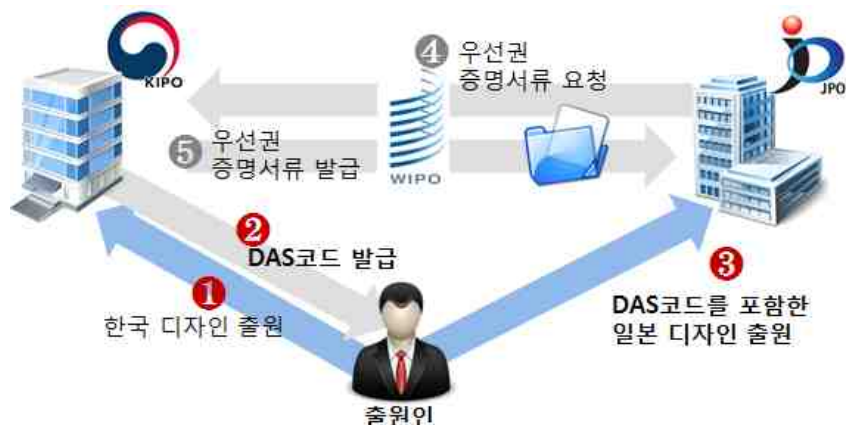 KIPO
JPO
④ 우선권
증명서류 요청
⑤ 우선권
증명서류 발급
WIPO
② DAS코드 발급
① 한국 디자인 출원
③ DAS코드를 포함한
일본 디자인 출원
출원인